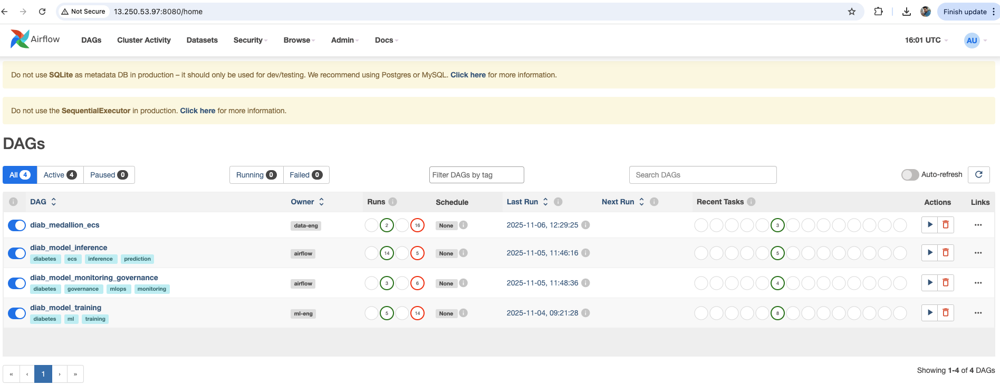 Not Secure 13.250.53.97:8080/home Finish update
Airflow DAGs Cluster Activity Datasets Security Browse Admin Docs 16:01 UTC AU
Do not use SQLite as metadata DB in production – it should only be used for dev/testing. We recommend using Postgres or MySQL. Click here for more information.
Do not use the SequentialExecutor in production. Click here for more information.
DAGs
All 4 Active 4 Paused 0 Running 0 Failed 0 Filter DAGs by tag Search DAGs Auto-refresh
i DAG Owner Runs i Schedule Last Run i Next Run i Recent Tasks i Actions Links
diab_medallion_ecs data-eng 2 16 None i 2025-11-06, 12:29:25 i 3 ...
diab_model_inference airflow 14 5 None i 2025-11-05, 11:46:16 i 5 ...
diabetes ecs inference prediction
diab_model_monitoring_governance airflow 3 6 None i 2025-11-05, 11:48:36 i 4 ...
diabetes governance mlops monitoring
diab_model_training ml-eng 5 14 None i 2025-11-04, 09:21:28 i 8 ...
diabetes ml training
« ‹ 1 › » Showing 1-4 of 4 DAGs